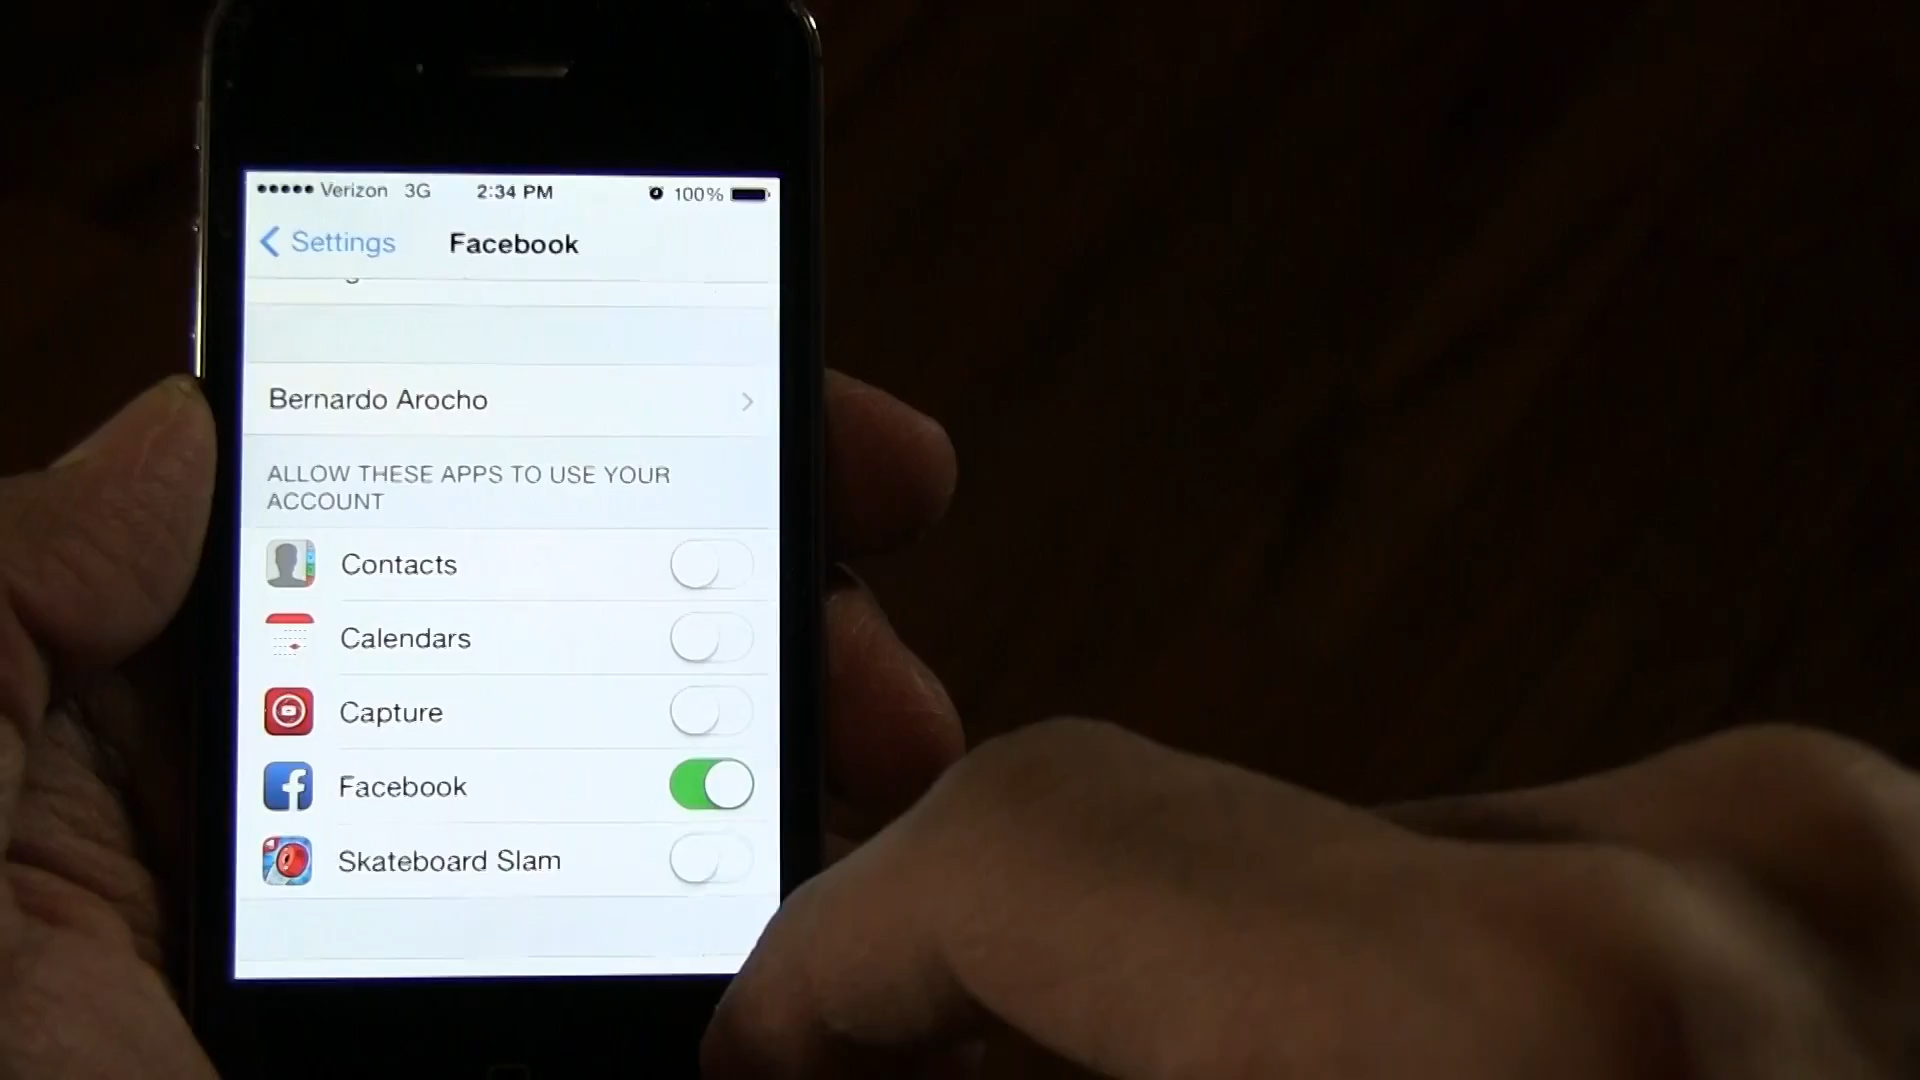 Verizon 3G 2:34 PM 100%
Settings Facebook
Bernardo Arocho
ALLOW THESE APPS TO USE YOUR
ACCOUNT
Contacts
Calendars
Capture
Facebook
Skateboard Slam